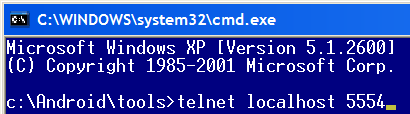 C:\WINDOWS\system32\cmd.exe
Microsoft Windows XP [Version 5.1.2600]
(C) Copyright 1985-2001 Microsoft Corp.
c:\Android\tools>telnet localhost 5554_